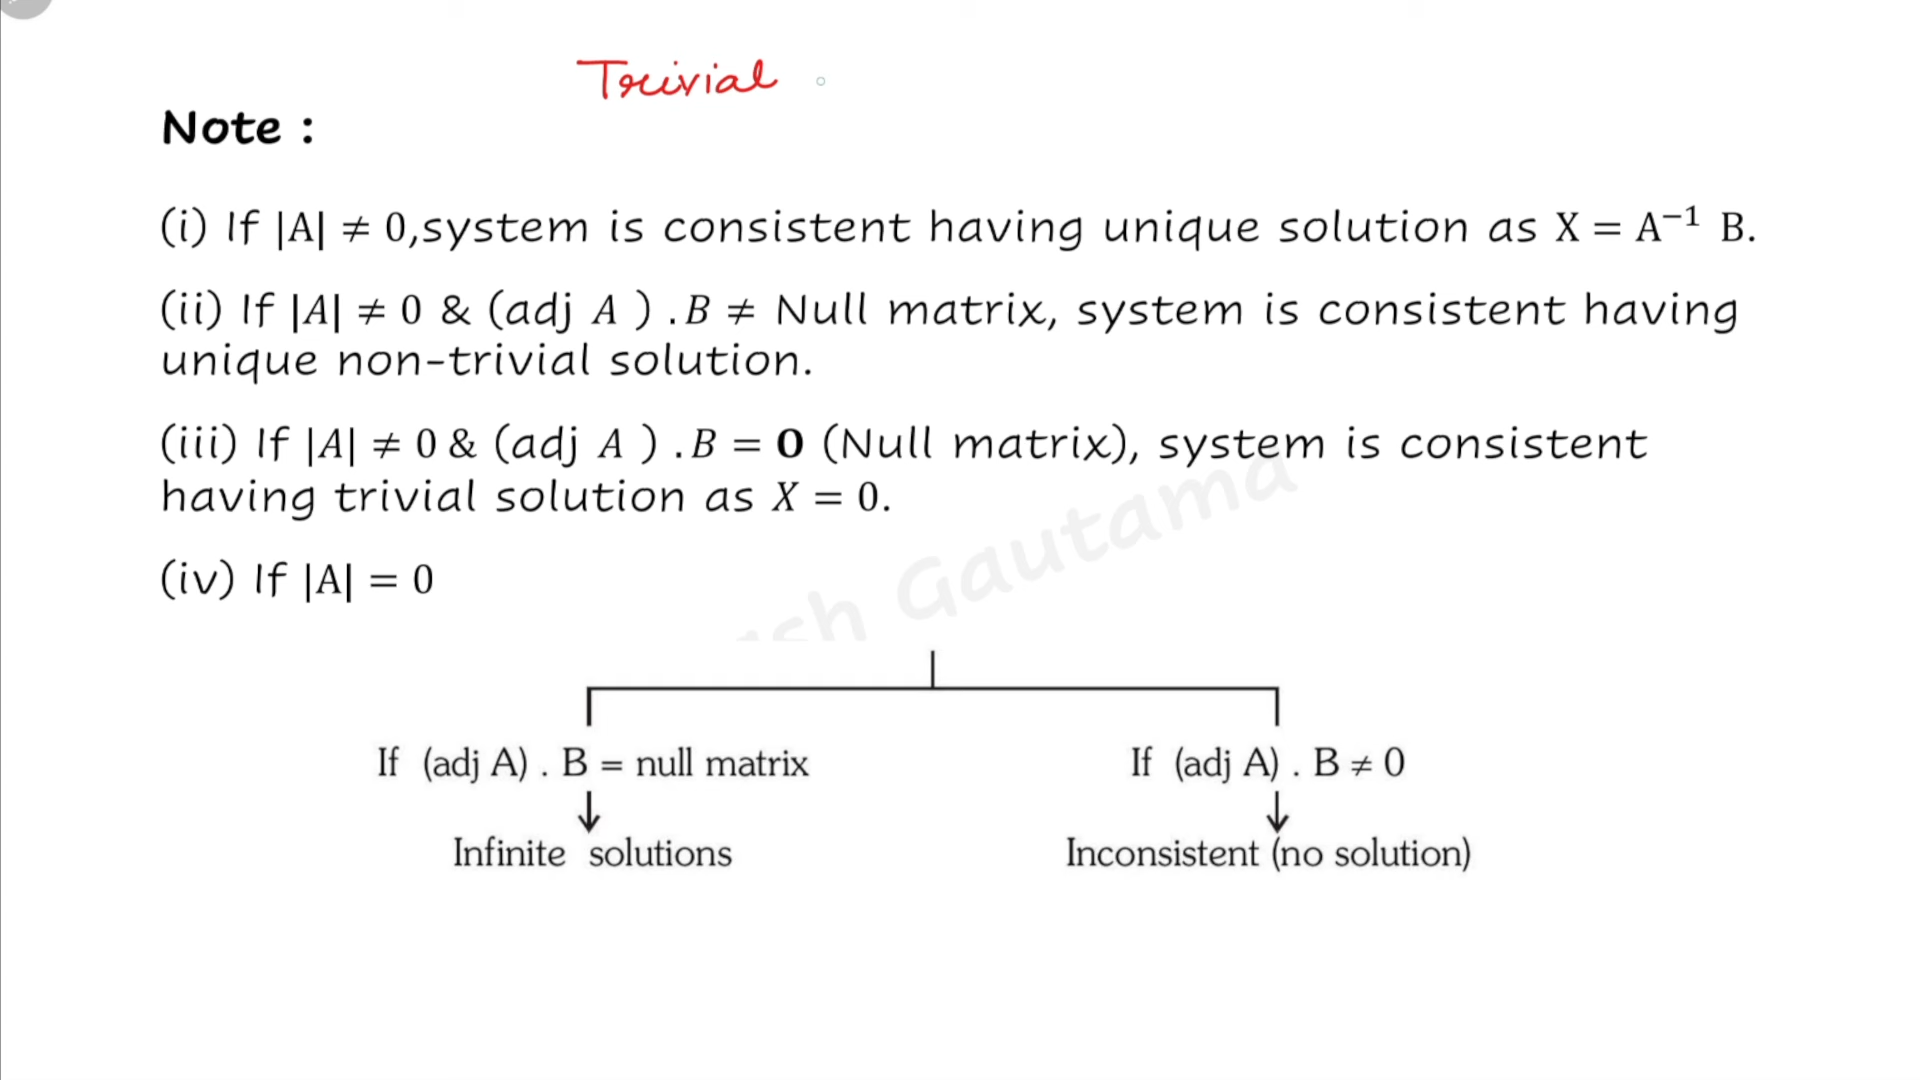 Trivial
Note :
(i) If |A| ≠ 0,system is consistent having unique solution as X = A⁻¹ B.
(ii) If |A| ≠ 0 & (adj A ) . B ≠ Null matrix, system is consistent having
unique non-trivial solution.
(iii) If |A| ≠ 0 & (adj A ) . B = 0 (Null matrix), system is consistent
having trivial solution as X = 0.
(iv) If |A| = 0
Gautama
If (adj A) . B = null matrix If (adj A) . B ≠ 0
Infinite solutions Inconsistent (no solution)